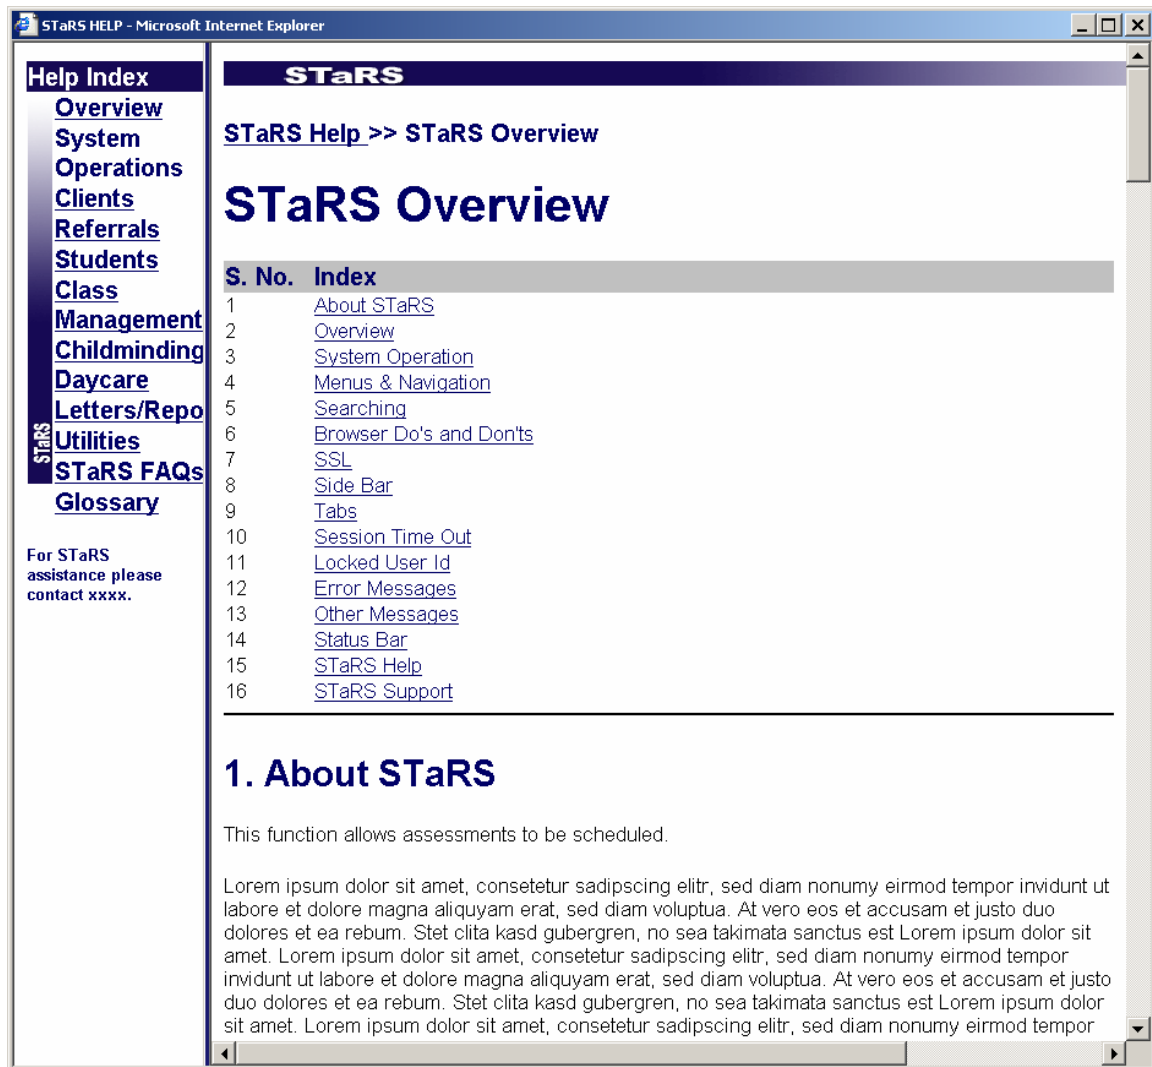 STaRS HELP - Microsoft Internet Explorer
Help Index
Overview
System
Operations
Clients
Referrals
Students
Class
Management
Childminding
Daycare
Letters/Repo
Utilities
STaRS FAQs
Glossary
STaRS
For STaRS
assistance please
contact xxxx.
STaRS
STaRS Help >> STaRS Overview
STaRS Overview
S. No. Index
1 About STaRS
2 Overview
3 System Operation
4 Menus & Navigation
5 Searching
6 Browser Do's and Don'ts
7 SSL
8 Side Bar
9 Tabs
10 Session Time Out
11 Locked User Id
12 Error Messages
13 Other Messages
14 Status Bar
15 STaRS Help
16 STaRS Support
1. About STaRS
This function allows assessments to be scheduled.
Lorem ipsum dolor sit amet, consetetur sadipscing elitr, sed diam nonumy eirmod tempor invidunt ut
labore et dolore magna aliquyam erat, sed diam voluptua. At vero eos et accusam et justo duo
dolores et ea rebum. Stet clita kasd gubergren, no sea takimata sanctus est Lorem ipsum dolor sit
amet. Lorem ipsum dolor sit amet, consetetur sadipscing elitr, sed diam nonumy eirmod tempor
invidunt ut labore et dolore magna aliquyam erat, sed diam voluptua. At vero eos et accusam et justo
duo dolores et ea rebum. Stet clita kasd gubergren, no sea takimata sanctus est Lorem ipsum dolor
sit amet. Lorem ipsum dolor sit amet, consetetur sadipscing elitr, sed diam nonumy eirmod tempor